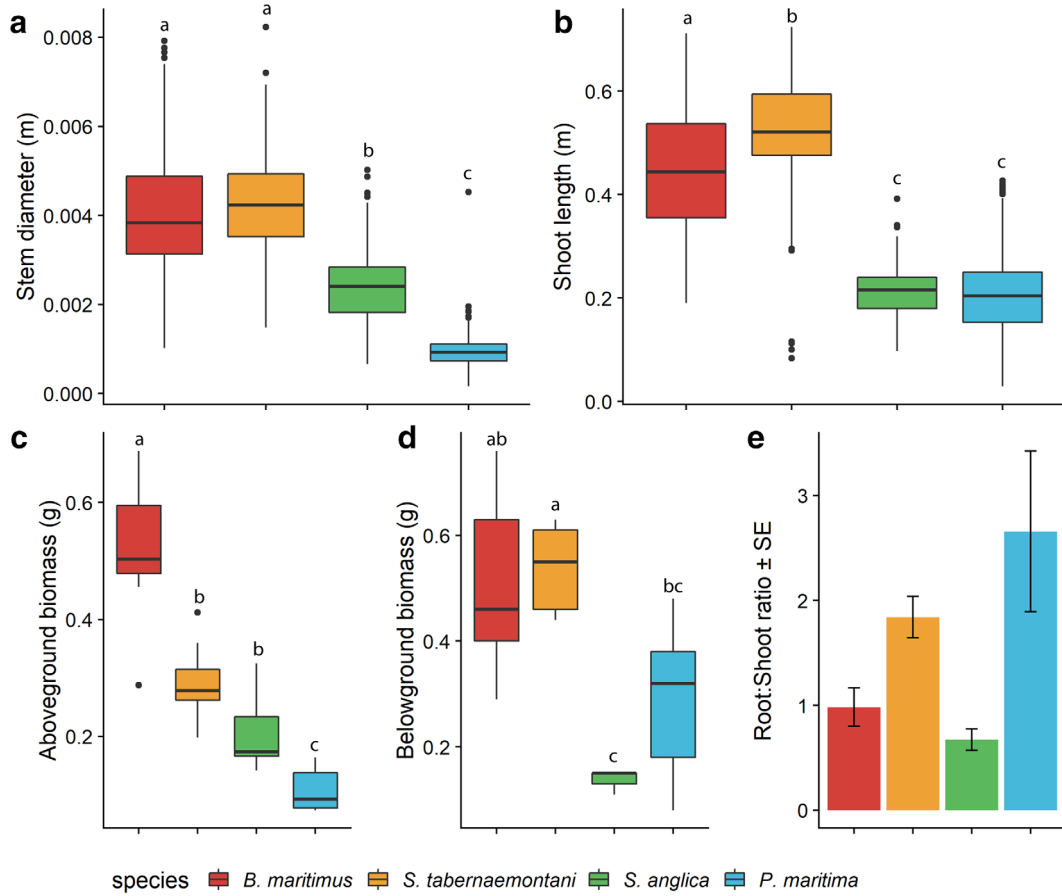 a
Stem diameter (m)
0.008
0.006
0.004
0.002
0.000
a
a
b
c
b
Shoot length (m)
0.6
0.4
0.2
0.0
a
b
c
c
c
Aboveground biomass (g)
0.6
0.4
0.2
a
b
b
c
d
Belowground biomass (g)
0.6
0.4
0.2
ab
a
c
bc
e
Root:Shoot ratio ± SE
3
2
1
0
species B. maritimus S. tabernaemontani S. anglica P. maritima